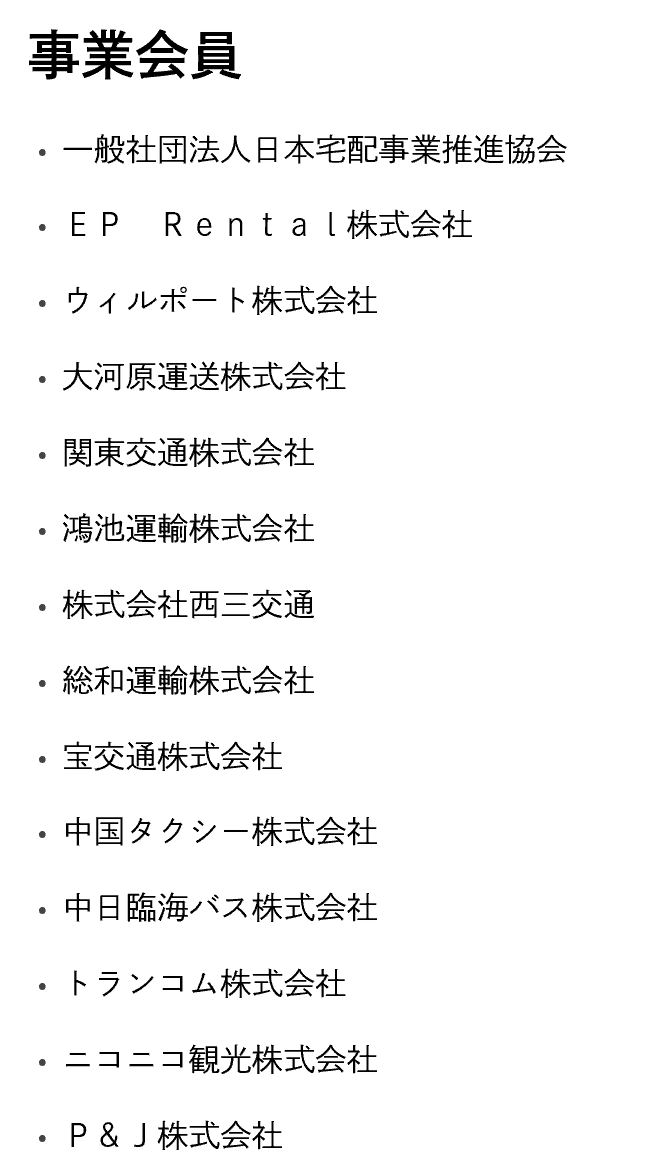 事業会員
• 一般社団法人日本宅配事業推進協会
• ＥＰ　Ｒｅｎｔａｌ株式会社
• ウィルポート株式会社
• 大河原運送株式会社
• 関東交通株式会社
• 鴻池運輸株式会社
• 株式会社西三交通
• 総和運輸株式会社
• 宝交通株式会社
• 中国タクシー株式会社
• 中日臨海バス株式会社
• トランコム株式会社
• ニコニコ観光株式会社
• Ｐ＆Ｊ株式会社